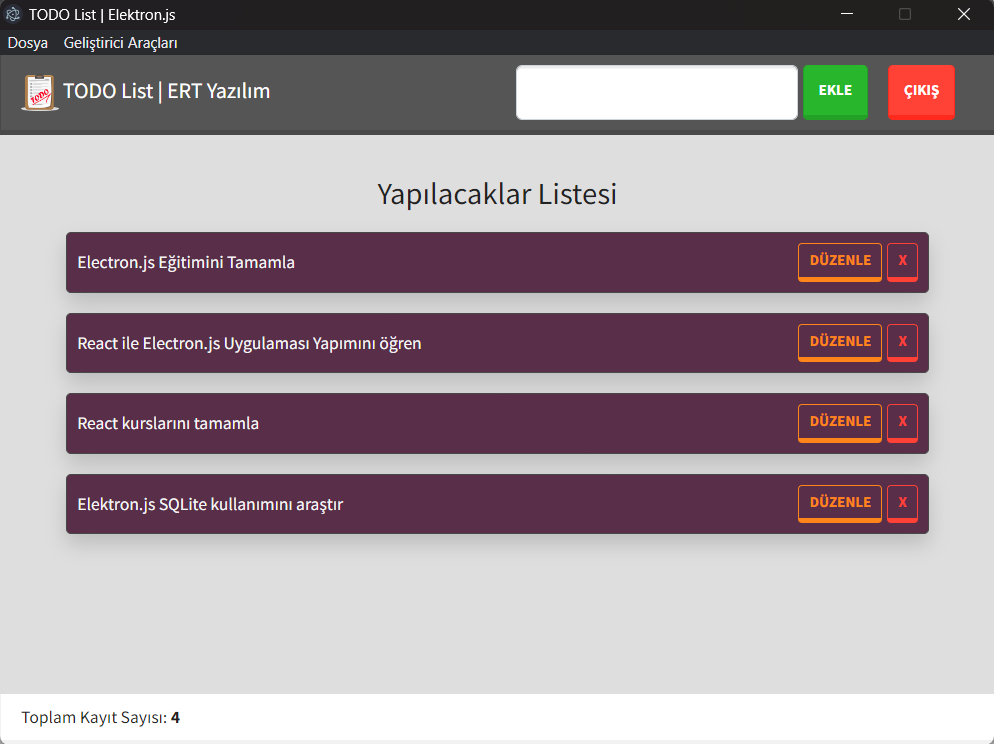 TODO List | Elektron.js
Dosya Geliştirici Araçları
TODO
TODO List | ERT Yazılım
EKLE
ÇIKIŞ
Yapılacaklar Listesi
Electron.js Eğitimini Tamamla DÜZENLE X
React ile Electron.js Uygulaması Yapımını öğren DÜZENLE X
React kurslarını tamamla DÜZENLE X
Elektron.js SQLite kullanımını araştır DÜZENLE X
Toplam Kayıt Sayısı: 4